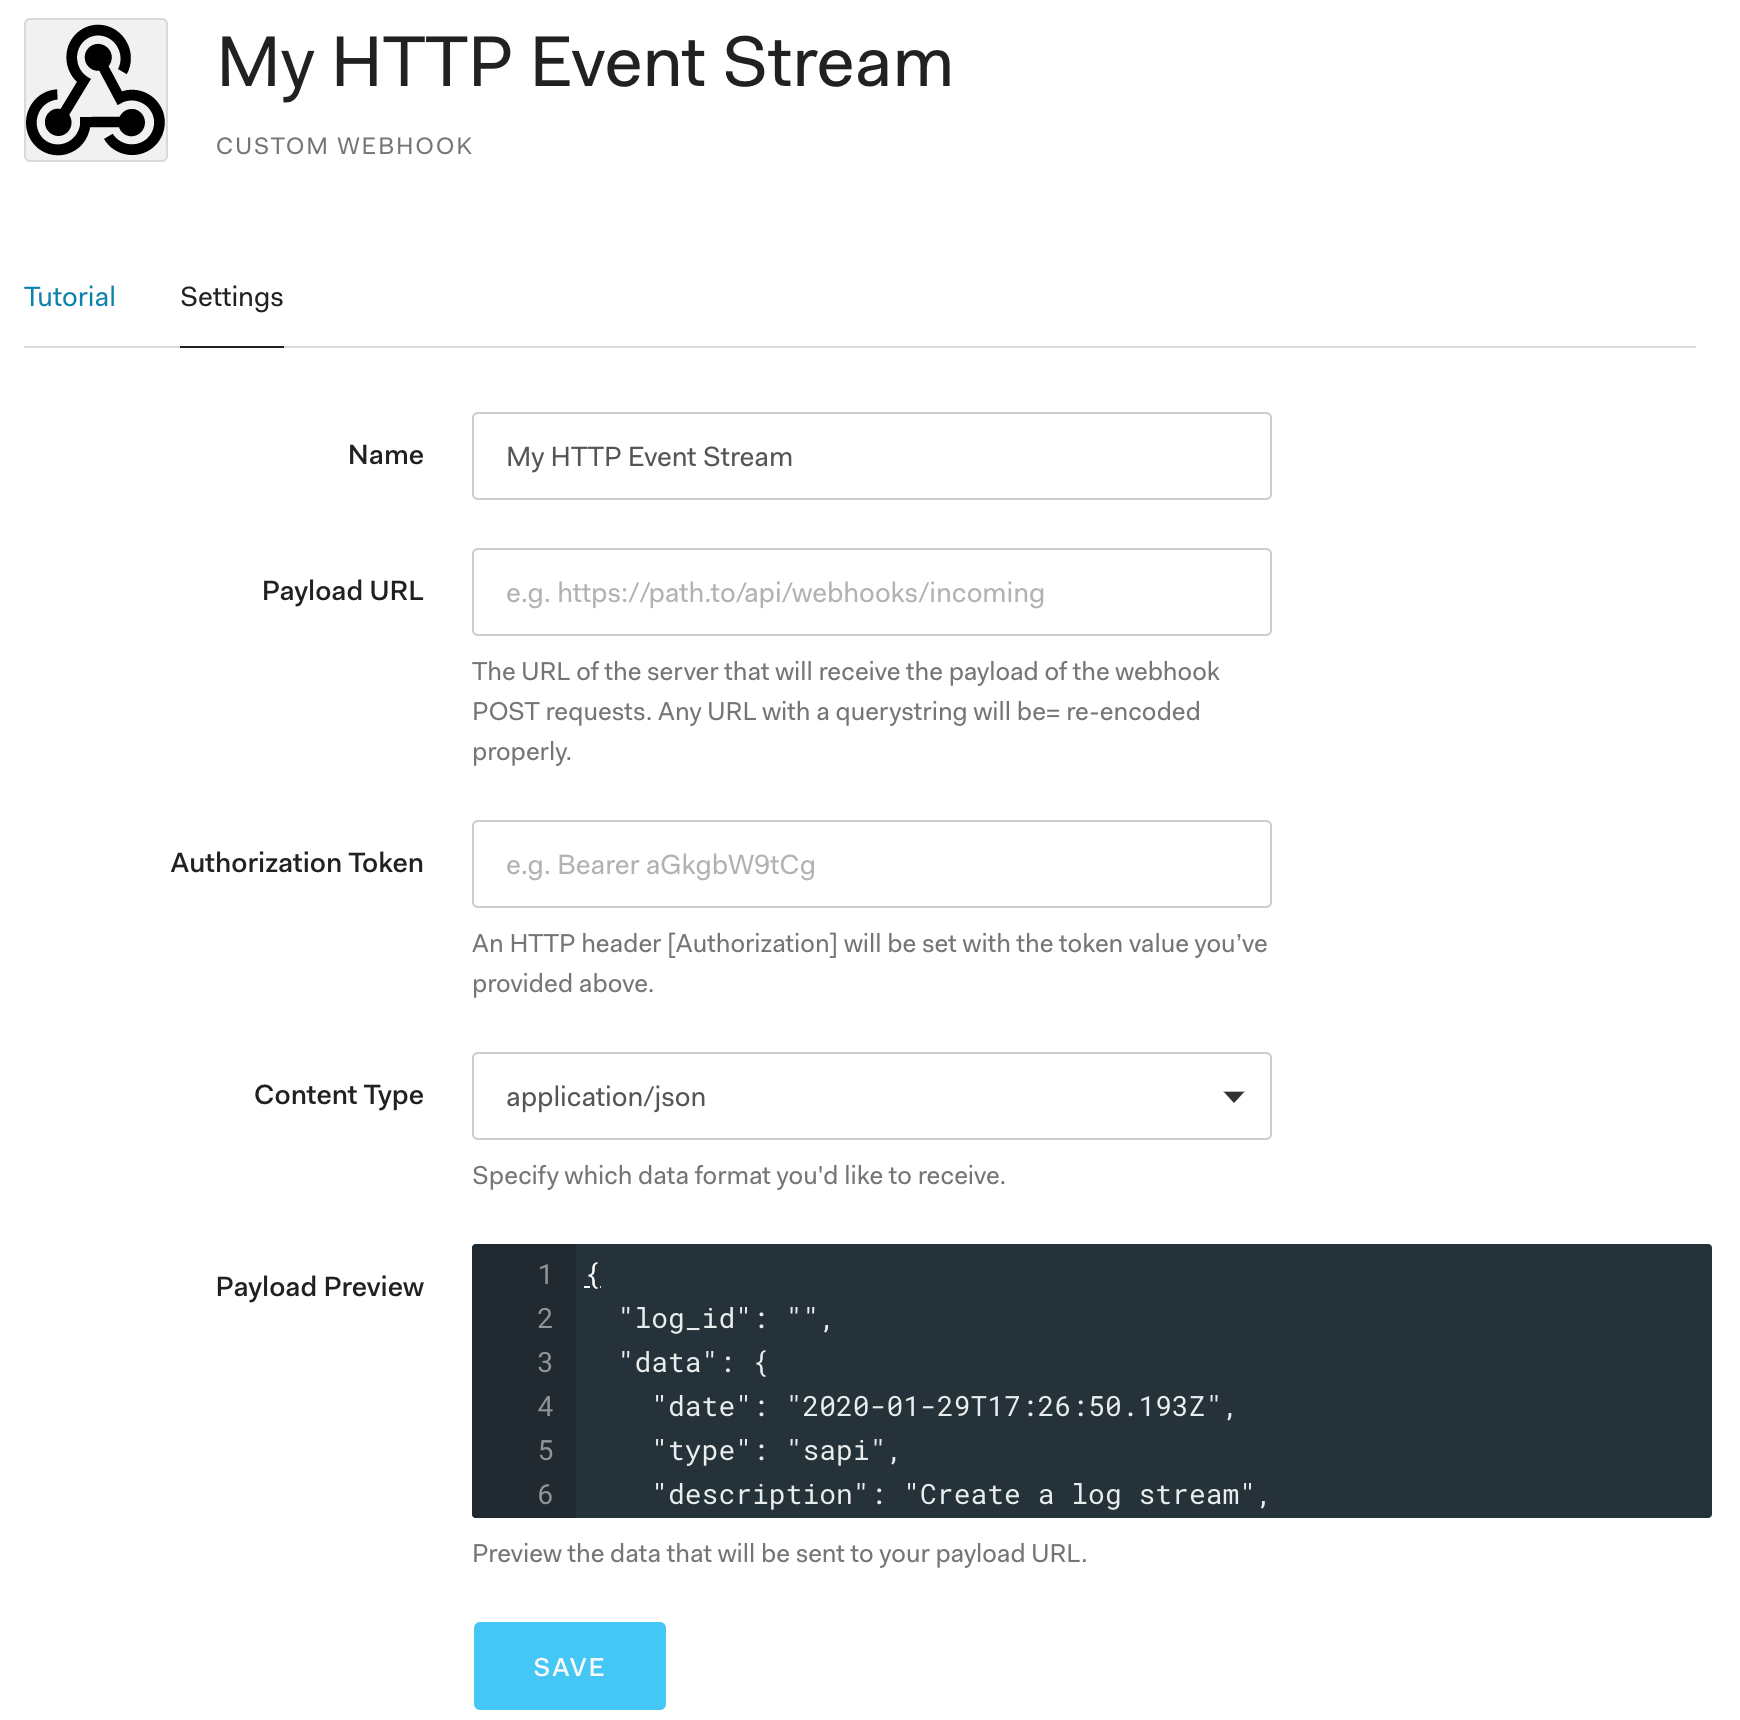 My HTTP Event Stream
CUSTOM WEBHOOK
Tutorial Settings
Name
My HTTP Event Stream
Payload URL
e.g. https://path.to/api/webhooks/incoming
The URL of the server that will receive the payload of the webhook
POST requests. Any URL with a querystring will be= re-encoded
properly.
Authorization Token
e.g. Bearer aGkgbW9tCg
An HTTP header [Authorization] will be set with the token value you’ve
provided above.
Content Type
application/json
Specify which data format you'd like to receive.
Payload Preview
1 {
2 "log_id": "",
3 "data": {
4 "date": "2020-01-29T17:26:50.193Z",
5 "type": "sapi",
6 "description": "Create a log stream",
Preview the data that will be sent to your payload URL.
SAVE